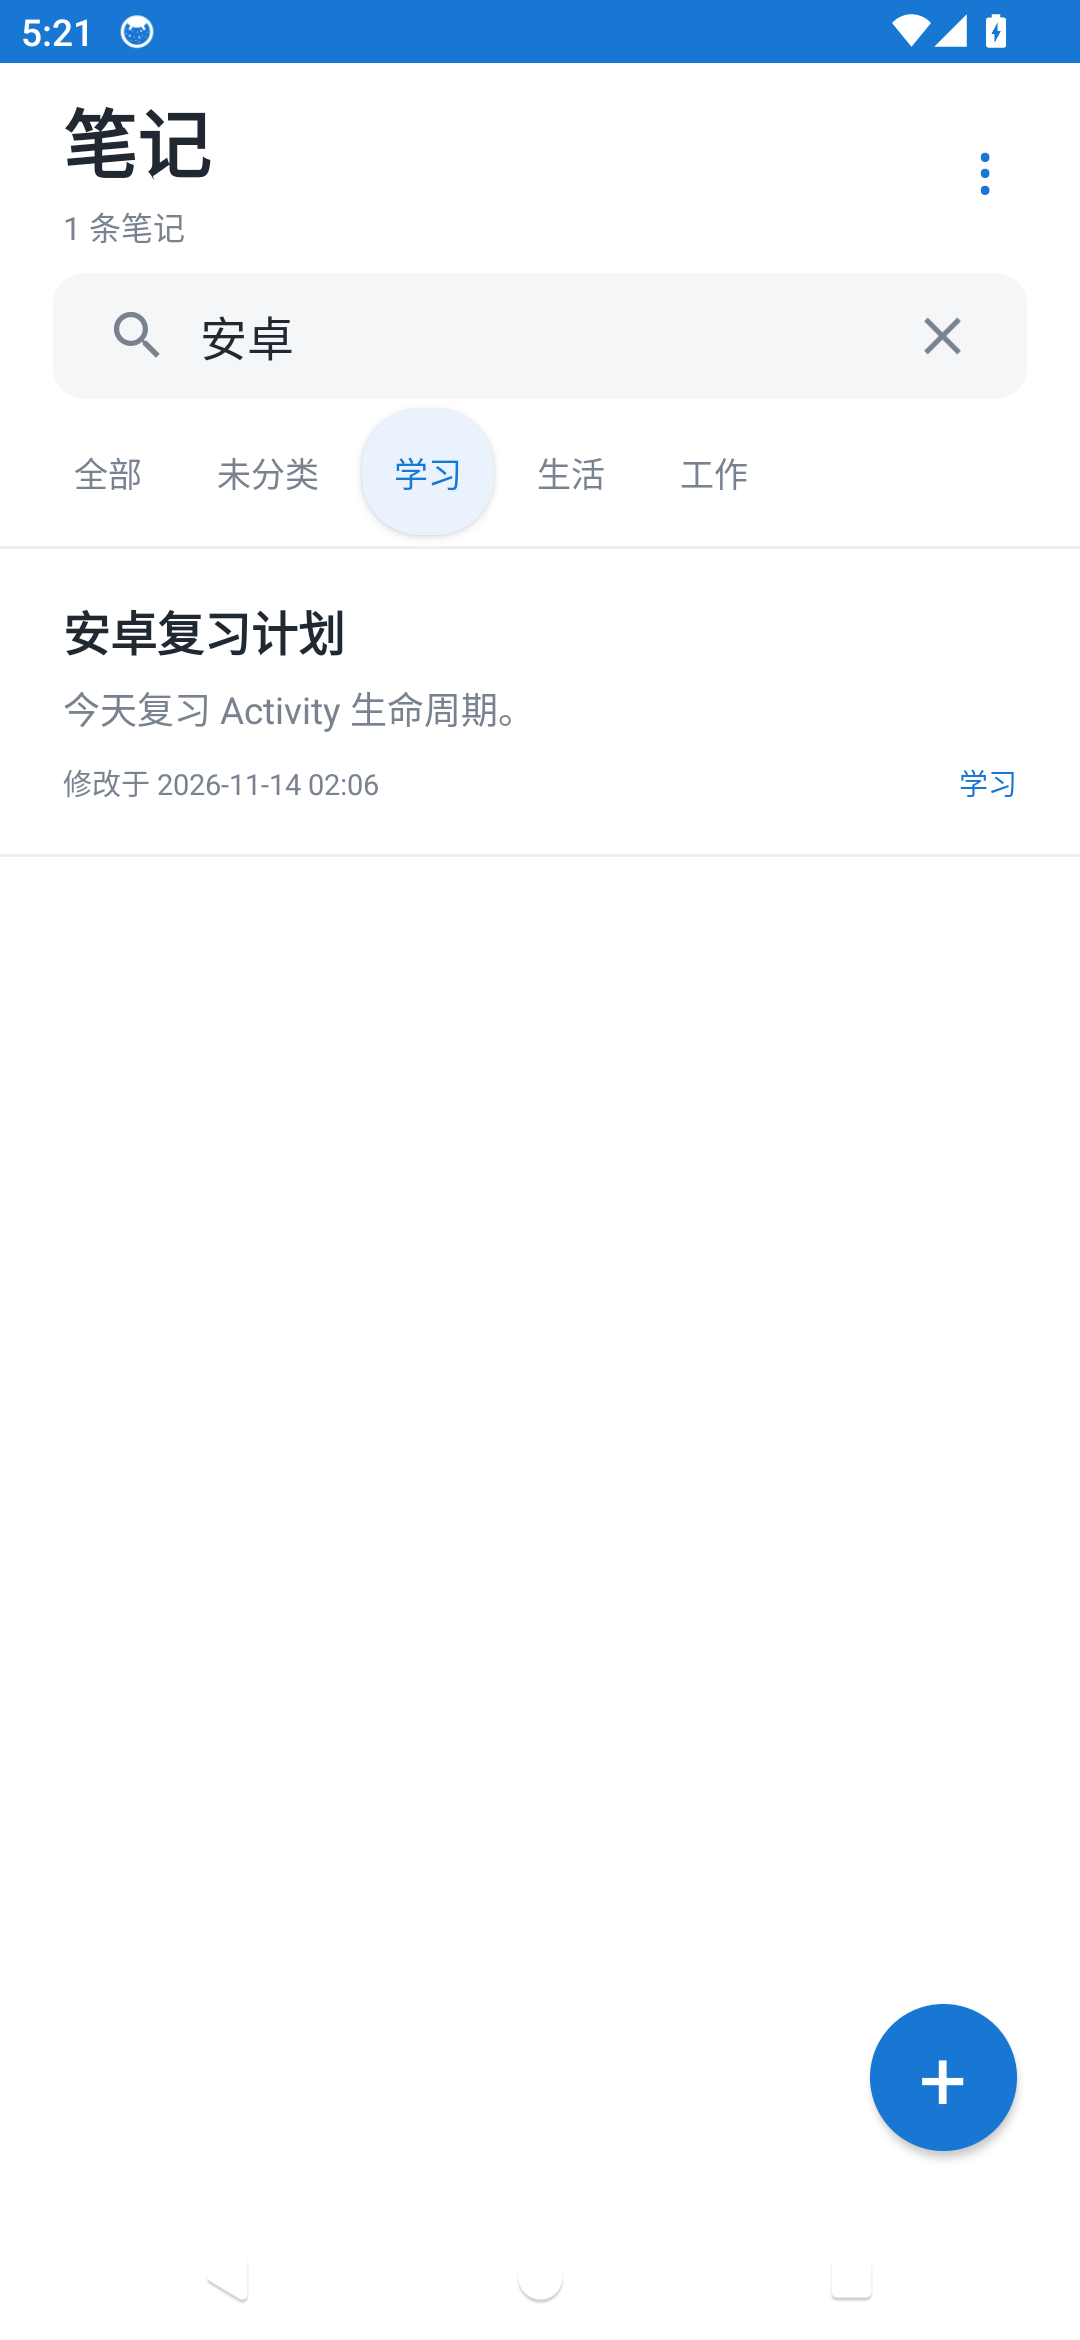 5:21
笔记
1 条笔记
安卓
全部 未分类 学习 生活 工作
安卓复习计划
今天复习 Activity 生命周期。
修改于 2026-11-14 02:06 学习